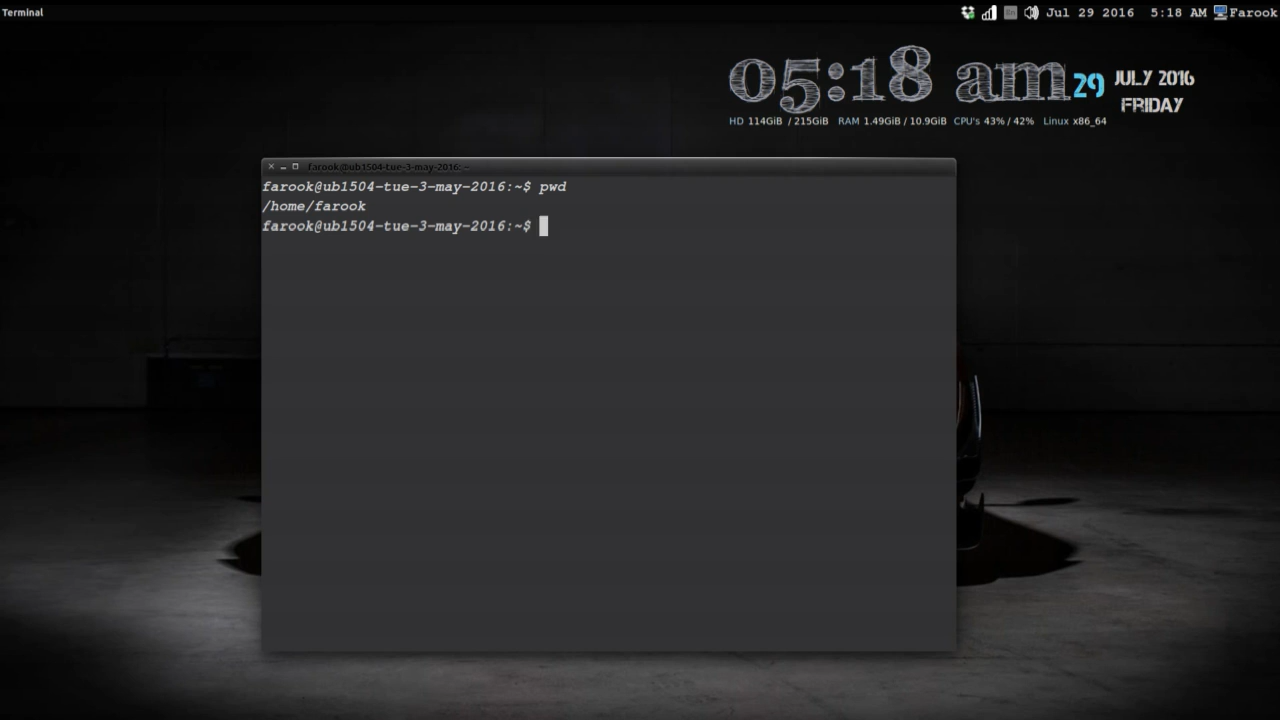 Terminal
En
Jul 29 2016 5:18 AM Farook
05:18 am 29 JULY 2016
FRIDAY
HD 114GiB / 215GiB RAM 1.49GiB / 10.9GiB CPU's 43% / 42% Linux x86_64
farook@ub1504-tue-3-may-2016: ~
farook@ub1504-tue-3-may-2016:~$ pwd
/home/farook
farook@ub1504-tue-3-may-2016:~$